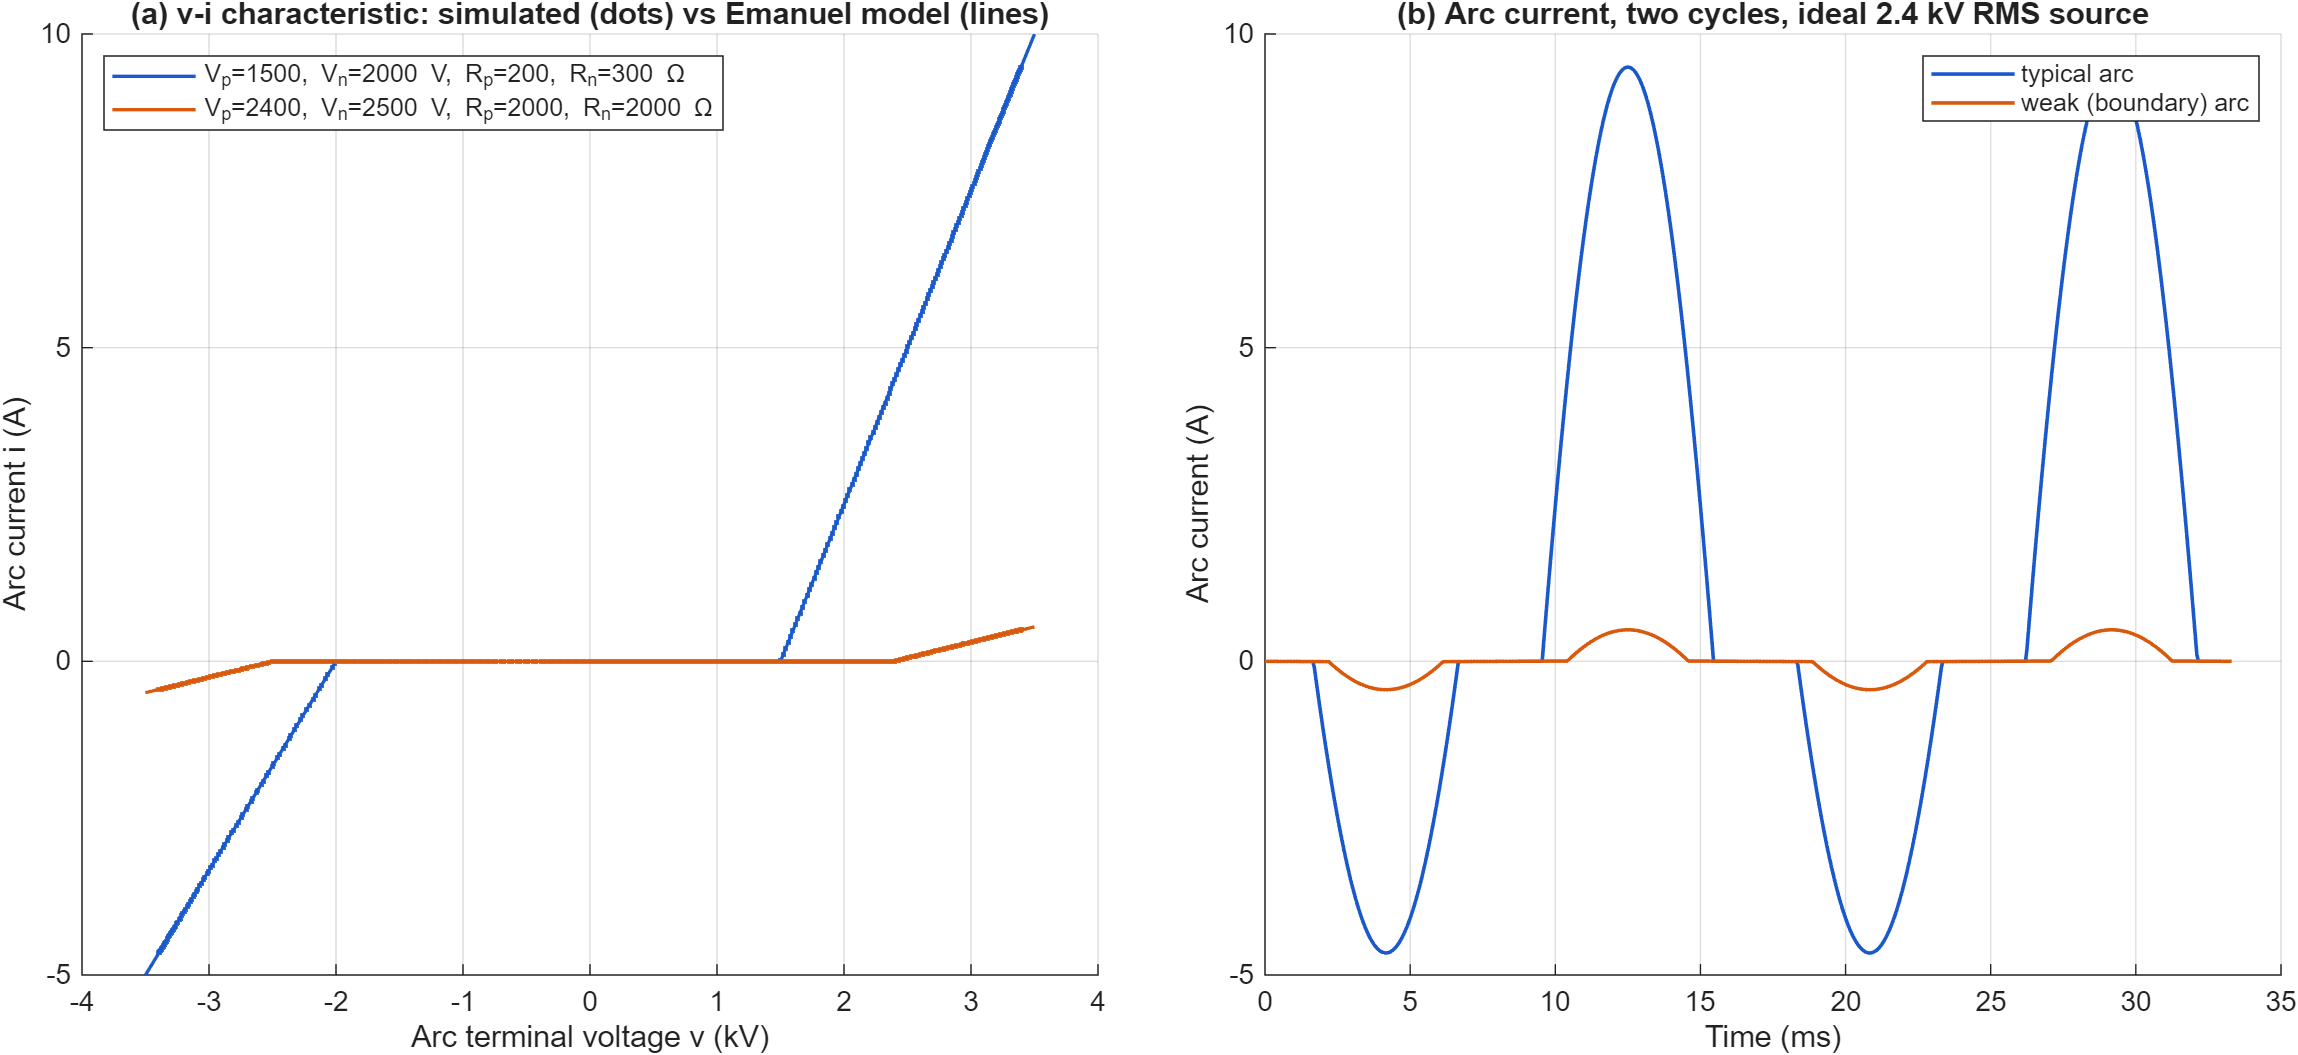 (a) v-i characteristic: simulated (dots) vs Emanuel model (lines)
10
5
0
-5
Arc current i (A)
Vp=1500, Vn=2000 V, Rp=200, Rn=300 Ω
Vp=2400, Vn=2500 V, Rp=2000, Rn=2000 Ω
-4 -3 -2 -1 0 1 2 3 4
Arc terminal voltage v (kV)
(b) Arc current, two cycles, ideal 2.4 kV RMS source
10
5
0
-5
Arc current (A)
typical arc
weak (boundary) arc
0 5 10 15 20 25 30 35
Time (ms)